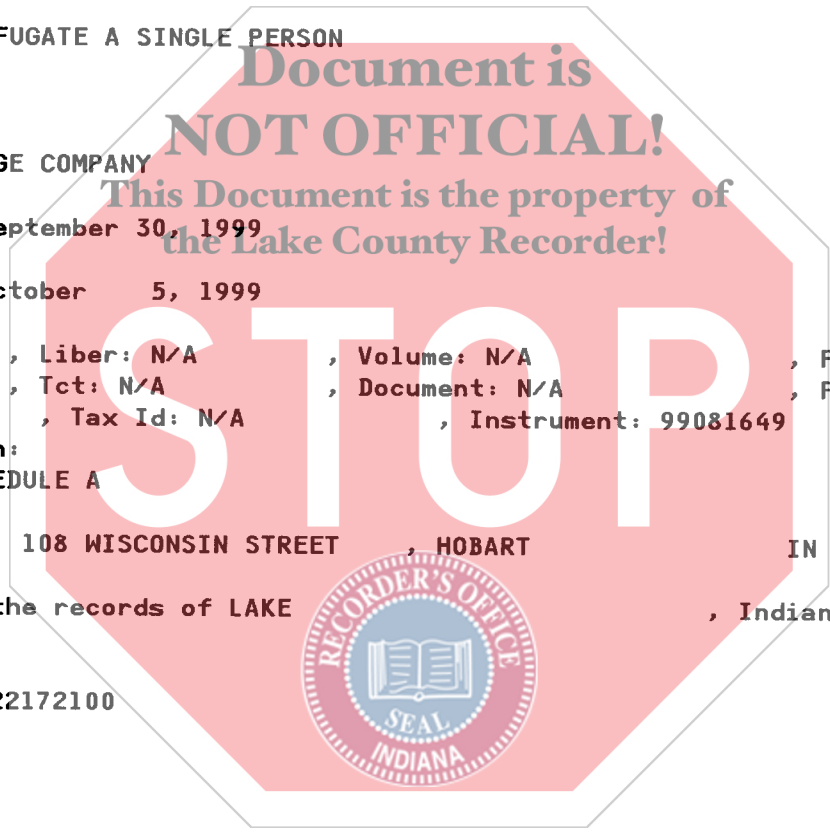 FUGATE A SINGLE PERSON
Document is
NOT OFFICIAL!
GE COMPANY
This Document is the property of
eptember 30, 1999
the Lake County Recorder!
ctober 5, 1999
STOP
, Liber: N/A , Volume: N/A , F
, Tct: N/A , Document: N/A , F
, Tax Id: N/A , Instrument: 99081649
n:
EDULE A
108 WISCONSIN STREET , HOBART IN
the records of LAKE , Indian
22172100
RECORDER'S OFFICE
SEAL
INDIANA